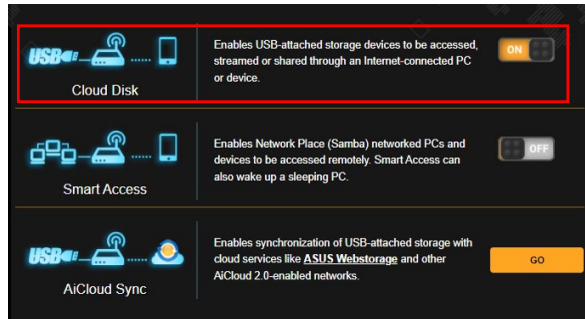 USB
Cloud Disk
Enables USB-attached storage devices to be accessed,
streamed or shared through an Internet-connected PC
or device.
ON
Smart Access
Enables Network Place (Samba) networked PCs and
devices to be accessed remotely. Smart Access can
also wake up a sleeping PC.
OFF
USB
AiCloud Sync
Enables synchronization of USB-attached storage with
cloud services like ASUS Webstorage and other
AiCloud 2.0-enabled networks.
GO